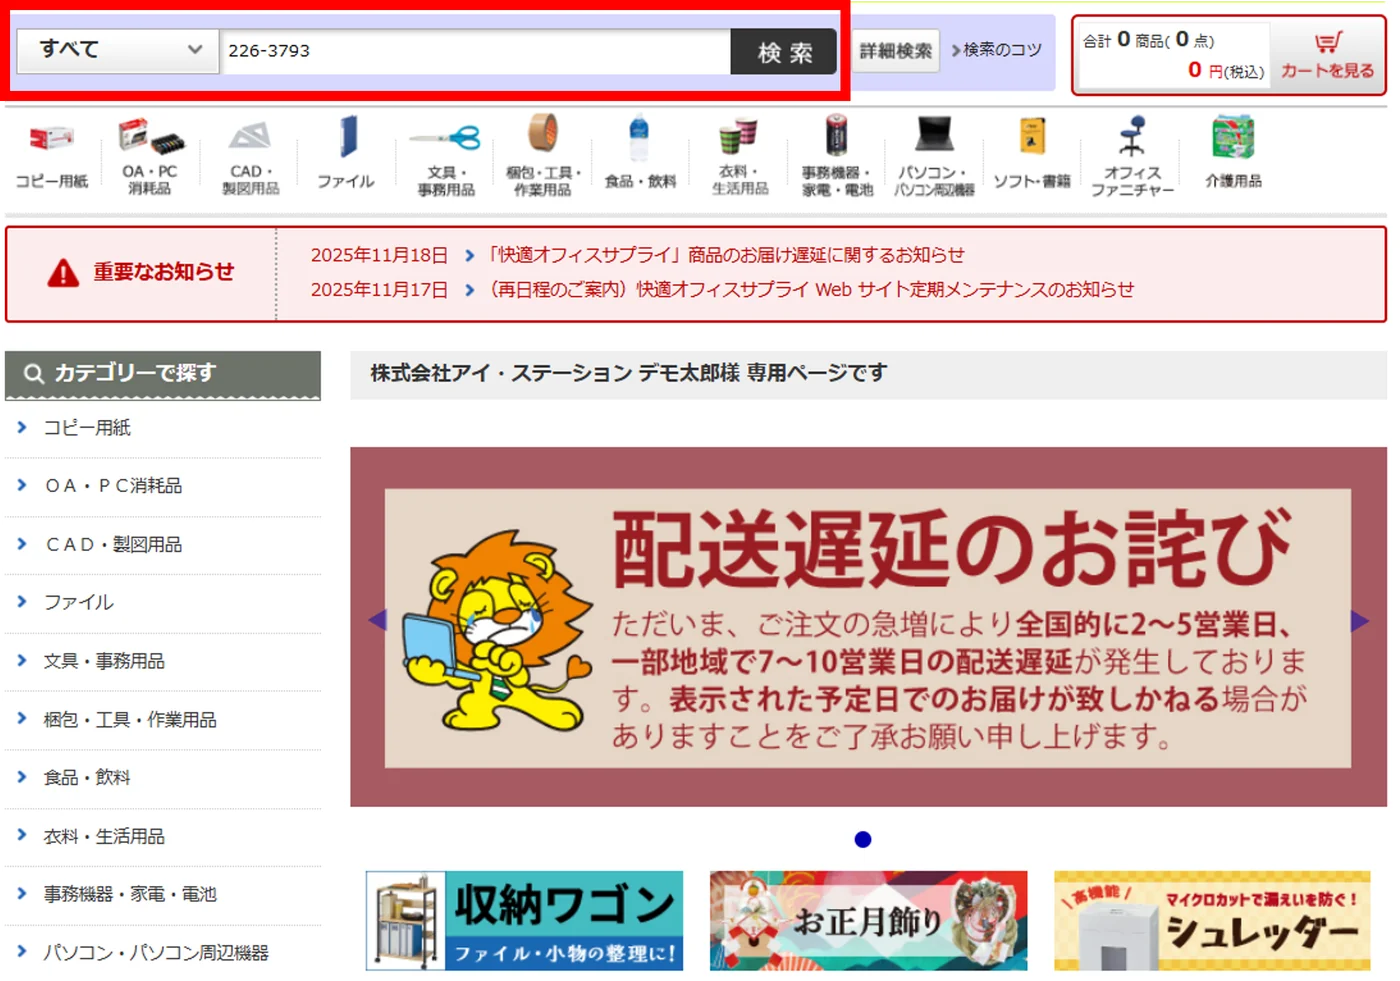 すべて
226-3793
検索
詳細検索
検索のコツ
合計 0 商品( 0 点)
0 円(税込)
カートを見る
コピー用紙
OA・PC
消耗品
CAD・
製図用品
ファイル
文具・
事務用品
梱包・工具・
作業用品
食品・飲料
衣料・
生活用品
事務機器・
家電・電池
パソコン・
パソコン周辺機器
ソフト・書籍
オフィス
ファニチャー
介護用品
重要なお知らせ
2025年11月18日 「快適オフィスサプライ」商品のお届け遅延に関するお知らせ
2025年11月17日 （再日程のご案内）快適オフィスサプライ Web サイト定期メンテナンスのお知らせ
カテゴリーで探す
コピー用紙
ＯＡ・ＰＣ消耗品
ＣＡＤ・製図用品
ファイル
文具・事務用品
梱包・工具・作業用品
食品・飲料
衣料・生活用品
事務機器・家電・電池
パソコン・パソコン周辺機器
株式会社アイ・ステーション デモ太郎様 専用ページです
配送遅延のお詫び
ただいま、ご注文の急増により全国的に2～5営業日、
一部地域で7～10営業日の配送遅延が発生しておりま
す。表示された予定日でのお届けが致しかねる場合が
ありますことをご了承お願い申し上げます。
収納ワゴン
ファイル・小物の整理に!
お正月飾り
高機能
マイクロカットで漏えいを防ぐ！
シュレッダー